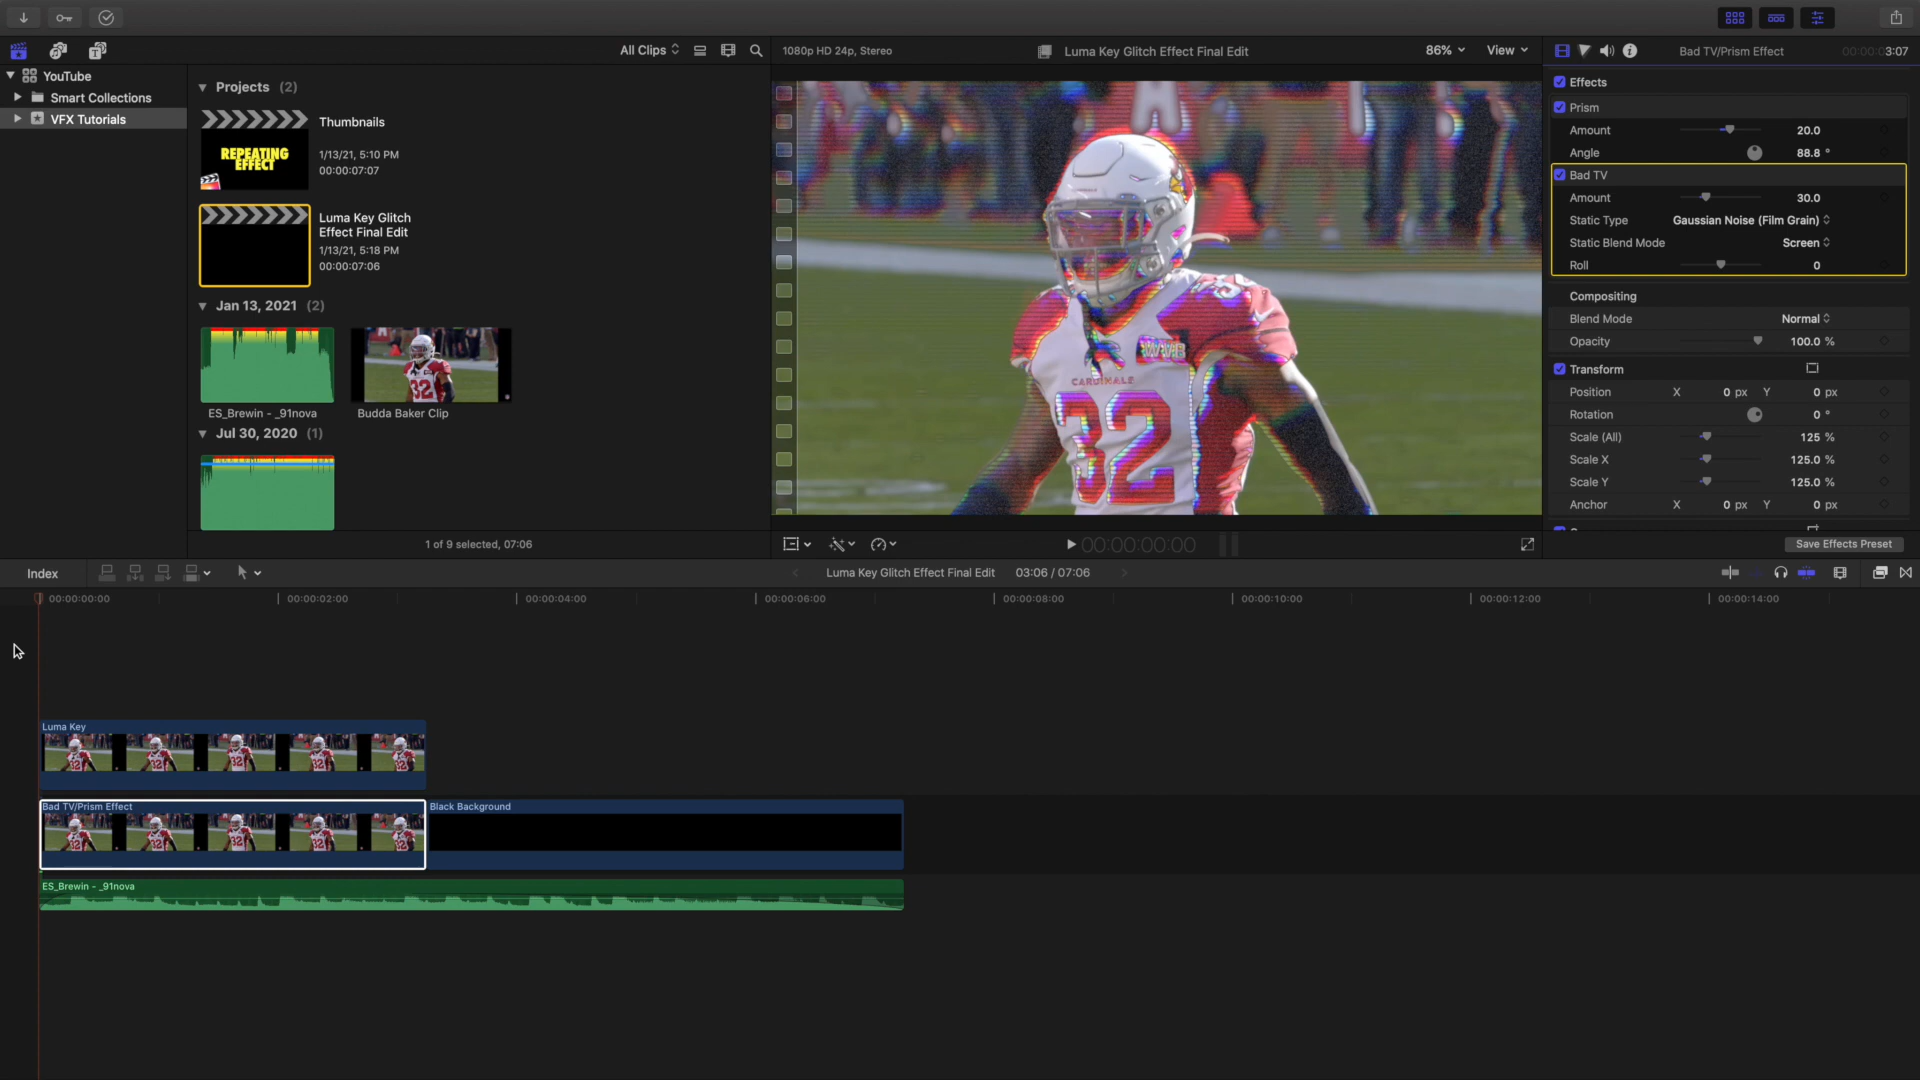 All Clips
1080p HD 24p, Stereo
Luma Key Glitch Effect Final Edit
86%
View
Bad TV/Prism Effect
00:00:03:07
YouTube
Smart Collections
VFX Tutorials
Projects (2)
REPEATING
EFFECT
Thumbnails
1/13/21, 5:10 PM
00:00:07:07
Luma Key Glitch
Effect Final Edit
1/13/21, 5:18 PM
00:00:07:06
Jan 13, 2021 (2)
ES_Brewin - _91nova
32
Budda Baker Clip
Jul 30, 2020 (1)
1 of 9 selected, 07:06
CARDINALS
32
00:00:00:00
Effects
Prism
Amount 20.0
Angle 88.8 °
Bad TV
Amount 30.0
Static Type Gaussian Noise (Film Grain)
Static Blend Mode Screen
Roll 0
Compositing
Blend Mode Normal
Opacity 100.0 %
Transform
Position X 0 px Y 0 px
Rotation 0 °
Scale (All) 125 %
Scale X 125.0 %
Scale Y 125.0 %
Anchor X 0 px Y 0 px
Save Effects Preset
Index
Luma Key Glitch Effect Final Edit 03:06 / 07:06
00:00:00:00 00:00:02:00 00:00:04:00 00:00:06:00 00:00:08:00 00:00:10:00 00:00:12:00 00:00:14:00
Luma Key
Bad TV/Prism Effect
Black Background
ES_Brewin - _91nova